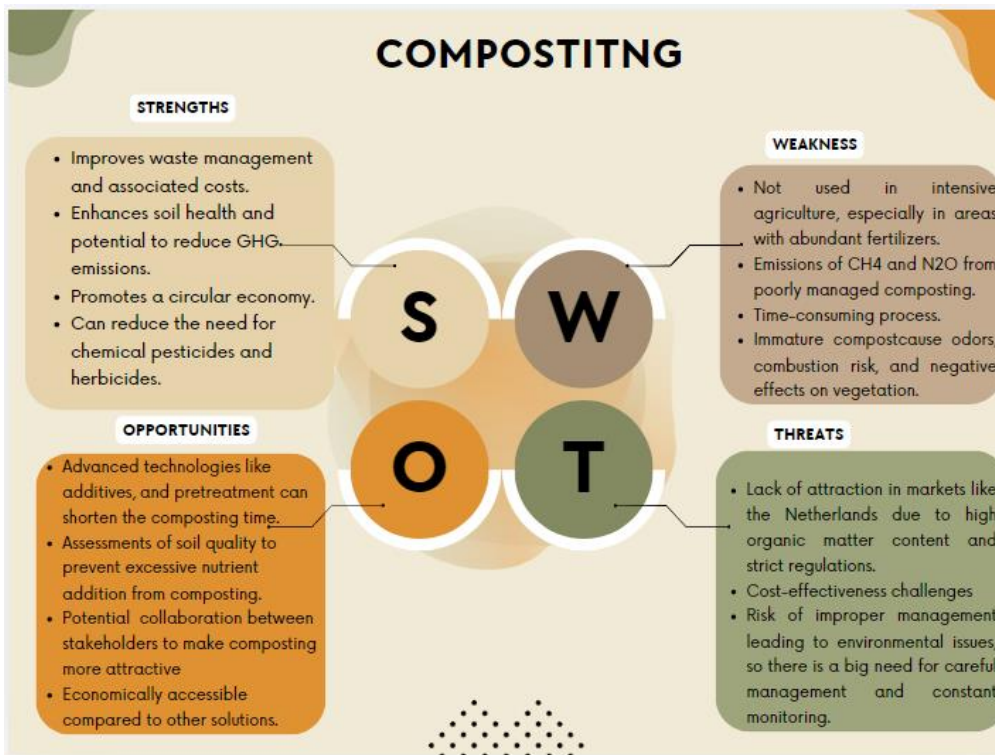 COMPOSTITNG
STRENGTHS
• Improves waste management
and associated costs.
• Enhances soil health and
potential to reduce GHG
emissions.
• Promotes a circular economy.
• Can reduce the need for
chemical pesticides and
herbicides.
WEAKNESS
• Not used in intensive
agriculture, especially in areas
with abundant fertilizers.
• Emissions of CH4 and N2O from
poorly managed composting.
• Time-consuming process.
• Immature compostcause odors,
combustion risk, and negative
effects on vegetation.
S
W
O
T
OPPORTUNITIES
• Advanced technologies like
additives, and pretreatment can
shorten the composting time.
• Assessments of soil quality to
prevent excessive nutrient
addition from composting.
• Potential collaboration between
stakeholders to make composting
more attractive
• Economically accessible
compared to other solutions.
THREATS
• Lack of attraction in markets like
the Netherlands due to high
organic matter content and
strict regulations.
• Cost-effectiveness challenges
• Risk of improper management
leading to environmental issues,
so there is a big need for careful
management and constant
monitoring.